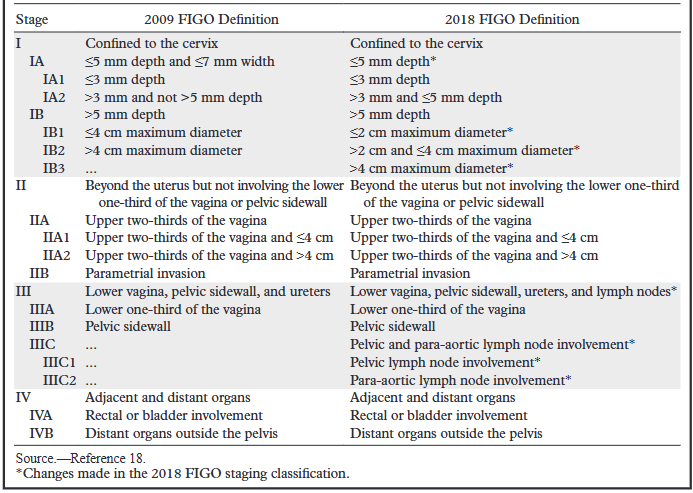 Stage 2009 FIGO Definition 2018 FIGO Definition
I Confined to the cervix Confined to the cervix
IA ≤5 mm depth and ≤7 mm width ≤5 mm depth*
IA1 ≤3 mm depth ≤3 mm depth
IA2 >3 mm and not >5 mm depth >3 mm and ≤5 mm depth
IB >5 mm depth >5 mm depth
IB1 ≤4 cm maximum diameter ≤2 cm maximum diameter*
IB2 >4 cm maximum diameter >2 cm and ≤4 cm maximum diameter*
IB3 ... >4 cm maximum diameter*
II Beyond the uterus but not involving the lower Beyond the uterus but not involving the lower one-third
one-third of the vagina or pelvic sidewall of the vagina or pelvic sidewall
IIA Upper two-thirds of the vagina Upper two-thirds of the vagina
IIA1 Upper two-thirds of the vagina and ≤4 cm Upper two-thirds of the vagina and ≤4 cm
IIA2 Upper two-thirds of the vagina and >4 cm Upper two-thirds of the vagina and >4 cm
IIB Parametrial invasion Parametrial invasion
III Lower vagina, pelvic sidewall, and ureters Lower vagina, pelvic sidewall, ureters, and lymph nodes*
IIIA Lower one-third of the vagina Lower one-third of the vagina
IIIB Pelvic sidewall Pelvic sidewall
IIIC ... Pelvic and para-aortic lymph node involvement*
IIIC1 ... Pelvic lymph node involvement*
IIIC2 ... Para-aortic lymph node involvement*
IV Adjacent and distant organs Adjacent and distant organs
IVA Rectal or bladder involvement Rectal or bladder involvement
IVB Distant organs outside the pelvis Distant organs outside the pelvis
Source.—Reference 18.
*Changes made in the 2018 FIGO staging classification.